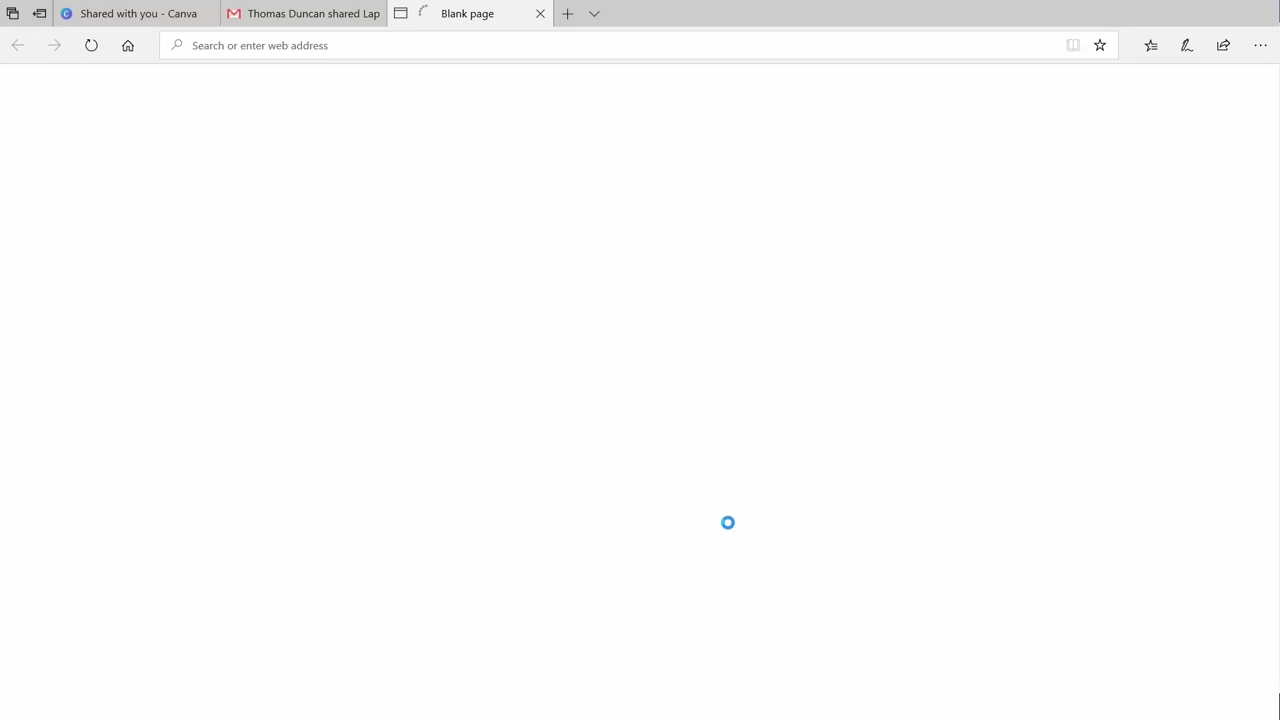 Shared with you - Canva
Thomas Duncan shared Lap
Blank page
Search or enter web address